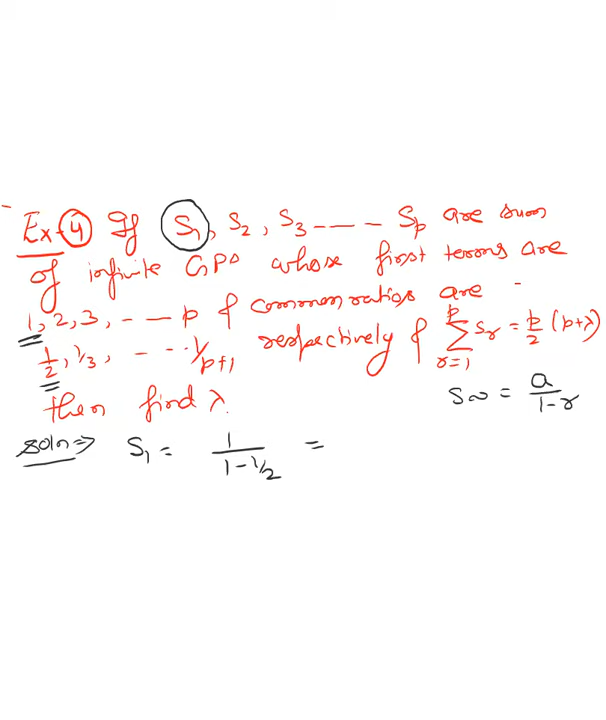 Ex-4 If S₁, S₂, S₃ ----- Sp are sum
of infinite GPs whose first terms are
1, 2, 3, ---- p & common ratios are
1/2, 1/3, - - - 1/p+1 respectively & p∑r=1 Sr = p/2 (p+λ)
then find λ.
S∞ = a/1-r
Soln ⇒ S₁ = 1/1-1/2 =